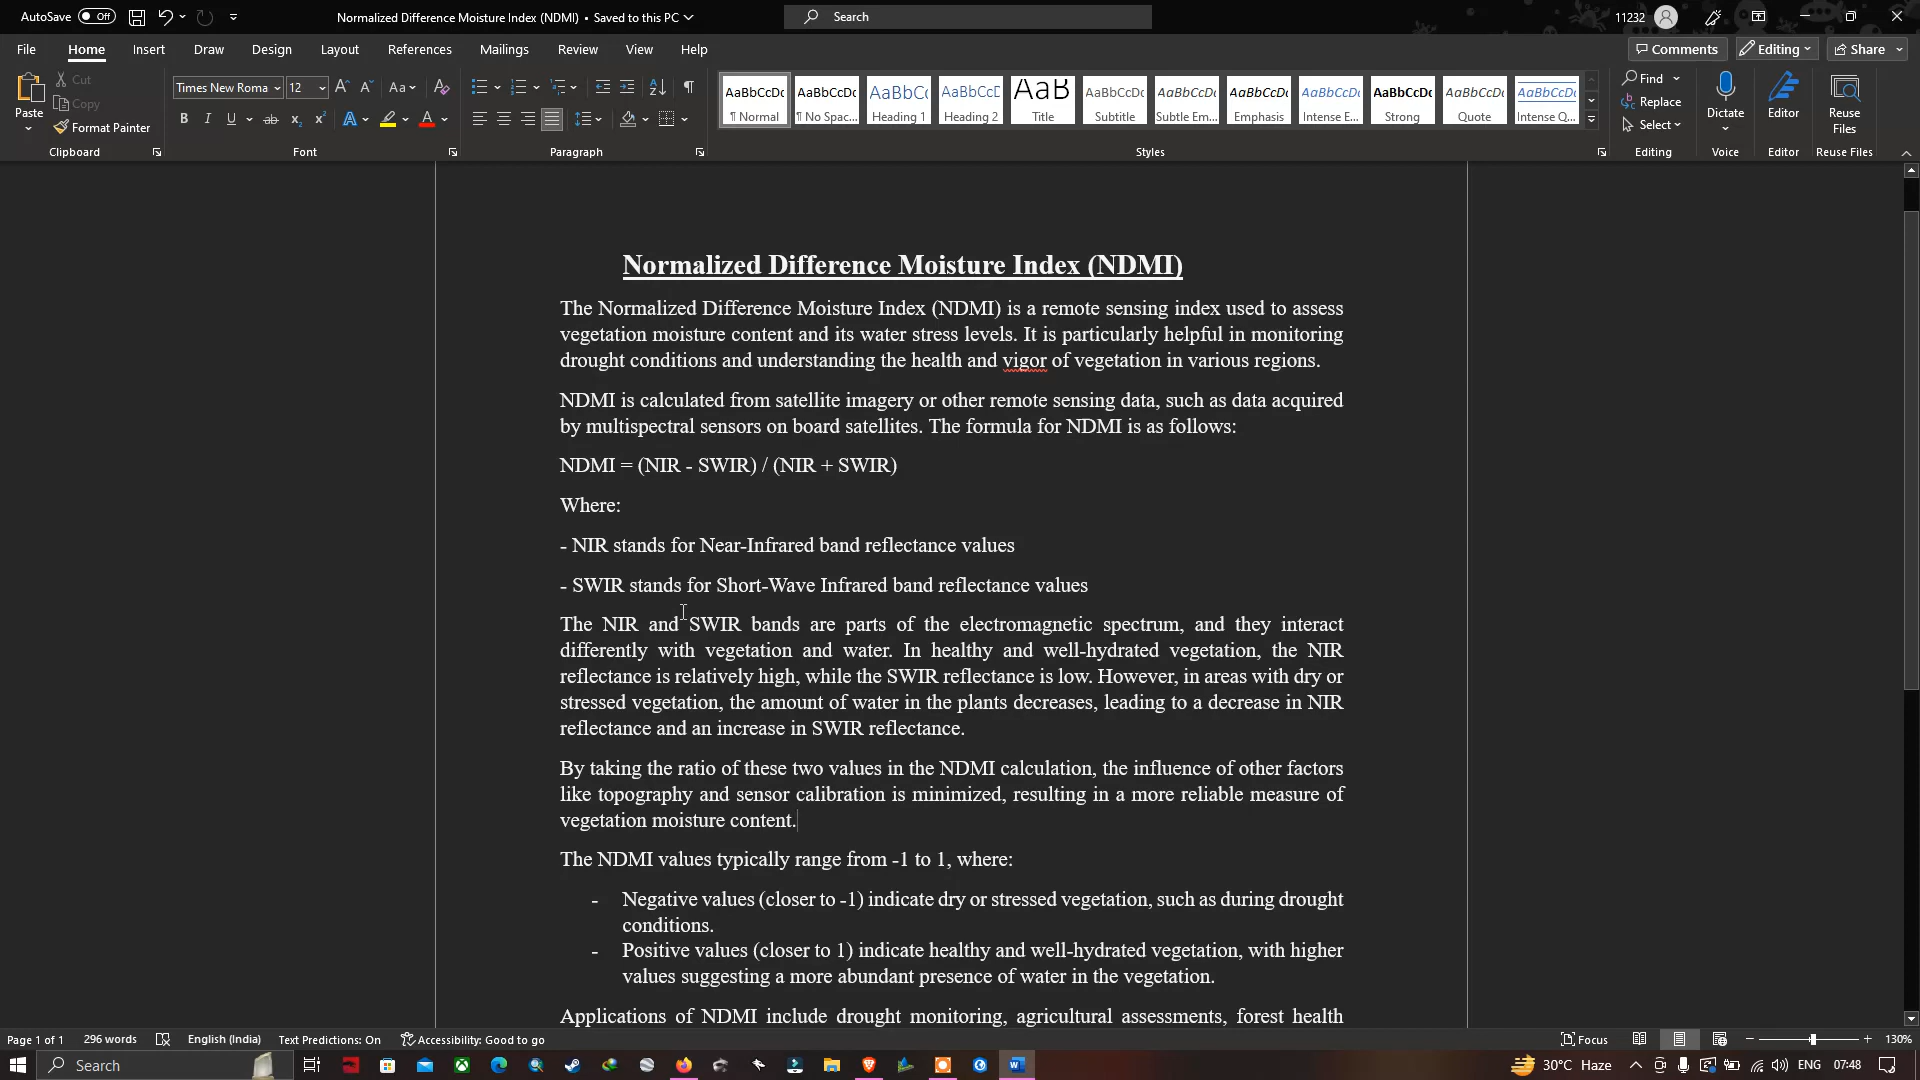 AutoSave Off Normalized Difference Moisture Index (NDMI) • Saved to this PC Search 11232
File Home Insert Draw Design Layout References Mailings Review View Help Comments Editing Share
Paste Cut Copy Format Painter
Clipboard
Times New Roma 12
Font
Paragraph
AaBbCcDc ¶ Normal
AaBbCcDc ¶ No Spac...
AaBbC Heading 1
AaBbCcD Heading 2
AaB Title
AaBbCcDc Subtitle
AaBbCcDc Subtle Em...
AaBbCcDc Emphasis
AaBbCcDc Intense E...
AaBbCcDc Strong
AaBbCcDc Quote
AaBbCcDc Intense Q...
Styles
Find
Replace
Select
Editing
Dictate
Voice
Editor
Editor
Reuse Files
Reuse Files
Normalized Difference Moisture Index (NDMI)
The Normalized Difference Moisture Index (NDMI) is a remote sensing index used to assess
vegetation moisture content and its water stress levels. It is particularly helpful in monitoring
drought conditions and understanding the health and vigor of vegetation in various regions.
NDMI is calculated from satellite imagery or other remote sensing data, such as data acquired
by multispectral sensors on board satellites. The formula for NDMI is as follows:
NDMI = (NIR - SWIR) / (NIR + SWIR)
Where:
- NIR stands for Near-Infrared band reflectance values
- SWIR stands for Short-Wave Infrared band reflectance values
The NIR and SWIR bands are parts of the electromagnetic spectrum, and they interact
differently with vegetation and water. In healthy and well-hydrated vegetation, the NIR
reflectance is relatively high, while the SWIR reflectance is low. However, in areas with dry or
stressed vegetation, the amount of water in the plants decreases, leading to a decrease in NIR
reflectance and an increase in SWIR reflectance.
By taking the ratio of these two values in the NDMI calculation, the influence of other factors
like topography and sensor calibration is minimized, resulting in a more reliable measure of
vegetation moisture content.
The NDMI values typically range from -1 to 1, where:
- Negative values (closer to -1) indicate dry or stressed vegetation, such as during drought
conditions.
- Positive values (closer to 1) indicate healthy and well-hydrated vegetation, with higher
values suggesting a more abundant presence of water in the vegetation.
Applications of NDMI include drought monitoring, agricultural assessments, forest health
Page 1 of 1 296 words English (India) Text Predictions: On Accessibility: Good to go Focus 130%
Search 30°C Haze ENG 07:48